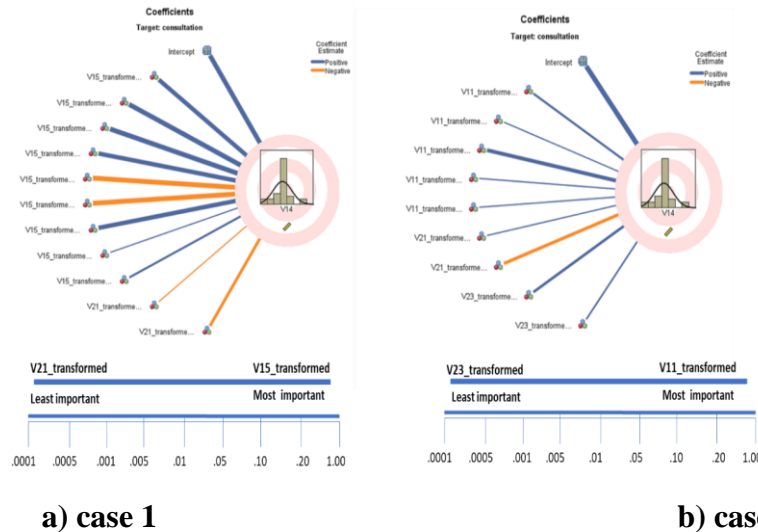 Coefficients
Target: consultation
Coefficient
Estimate
Positive
Negative
Intercept
V15_transforme...
V15_transforme...
V15_transforme...
V15_transforme...
V15_transforme...
V15_transforme...
V15_transforme...
V15_transforme...
V15_transforme...
V21_transforme...
V21_transforme...
V14
V21_transformed V15_transformed
Least important Most important
.0001 .0005 .001 .005 .01 .05 .10 .20 1.00
a) case 1
Coefficients
Target: consultation
Coefficient
Estimate
Positive
Negative
Intercept
V11_transforme...
V11_transforme...
V11_transforme...
V11_transforme...
V11_transforme...
V21_transforme...
V21_transforme...
V23_transforme...
V23_transforme...
V14
V23_transformed V11_transformed
Least important Most important
.0001 .0005 .001 .005 .01 .05 .10 .20 1.00
b) cas